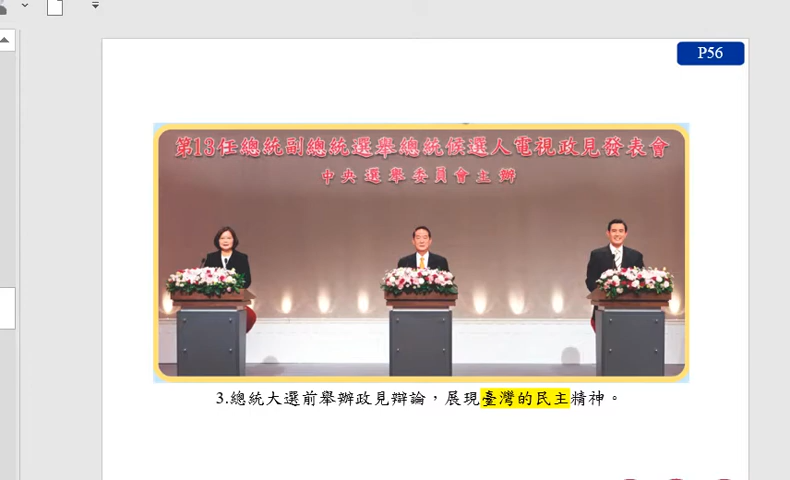 P56
第13任總統副總統選舉總統候選人電視政見發表會
中央選舉委員會主辦
3.總統大選前舉辦政見辯論，展現臺灣的民主精神。